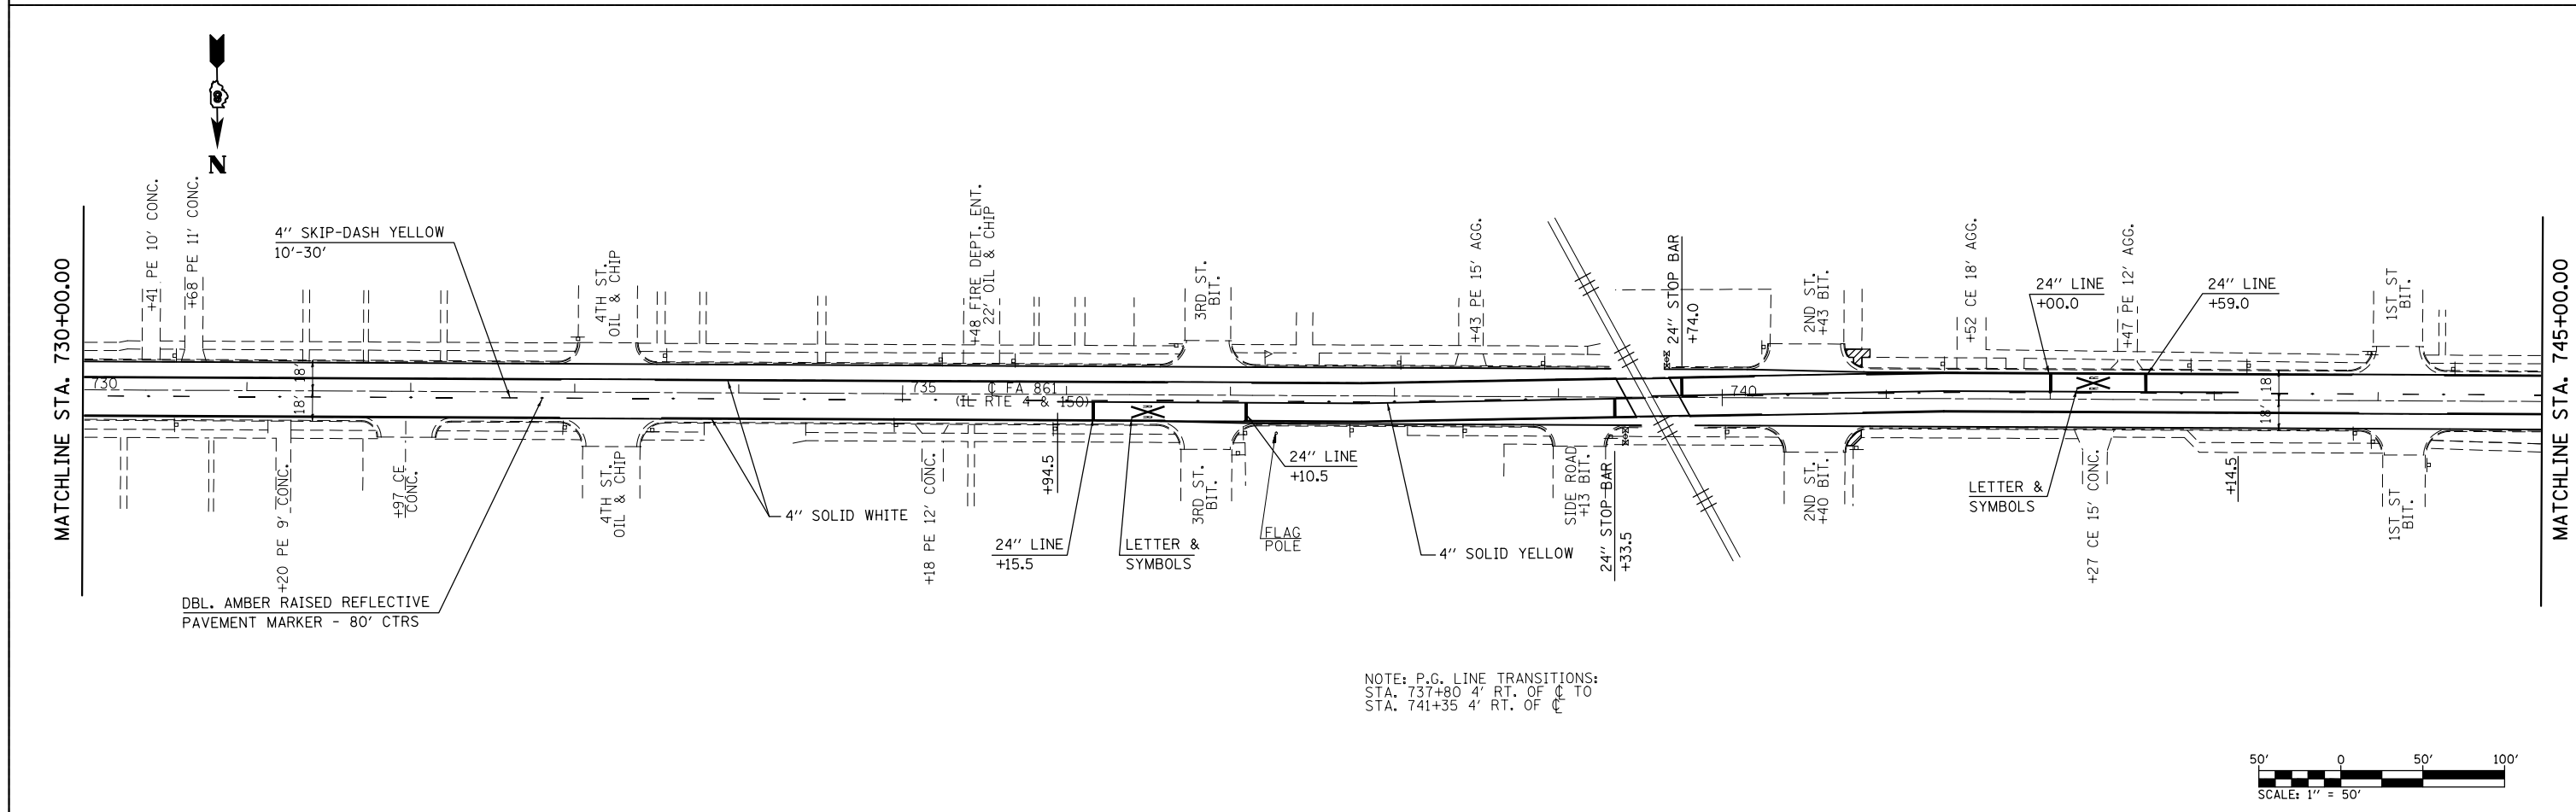 N
MATCHLINE STA. 730+00.00
+41 PE 10' CONC.
+68 PE 11' CONC.
4" SKIP-DASH YELLOW
10'-30'
4TH ST.
OIL & CHIP
+48 FIRE DEPT. ENT.
22' OIL & CHIP
3RD ST.
BIT.
+43 PE 15' AGG.
24" STOP BAR
+74.0
2ND ST.
+43 BIT.
+52 CE 18' AGG.
24" LINE
+00.0
+47 PE 12' AGG.
24" LINE
+59.0
1ST ST
BIT.
MATCHLINE STA. 745+00.00
730
18'
18'
735
℄ FA 861
(IL RTE 4 & 150)
740
18'
18'
+20 PE 9' CONC.
+97 CE
CONC.
4TH ST.
OIL & CHIP
4" SOLID WHITE
+18 PE 12' CONC.
+94.5
24" LINE
+15.5
LETTER &
SYMBOLS
3RD ST.
BIT.
FLAG
POLE
24" LINE
+10.5
4" SOLID YELLOW
SIDE ROAD
+13 BIT.
24" STOP BAR
+33.5
2ND ST.
+40 BIT.
LETTER &
SYMBOLS
+27 CE 15' CONC.
+14.5
1ST ST
BIT.
DBL. AMBER RAISED REFLECTIVE
PAVEMENT MARKER - 80' CTRS
NOTE: P.G. LINE TRANSITIONS:
STA. 737+80 4' RT. OF ℄ TO
STA. 741+35 4' RT. OF ℄
50' 0 50' 100'
SCALE: 1" = 50'